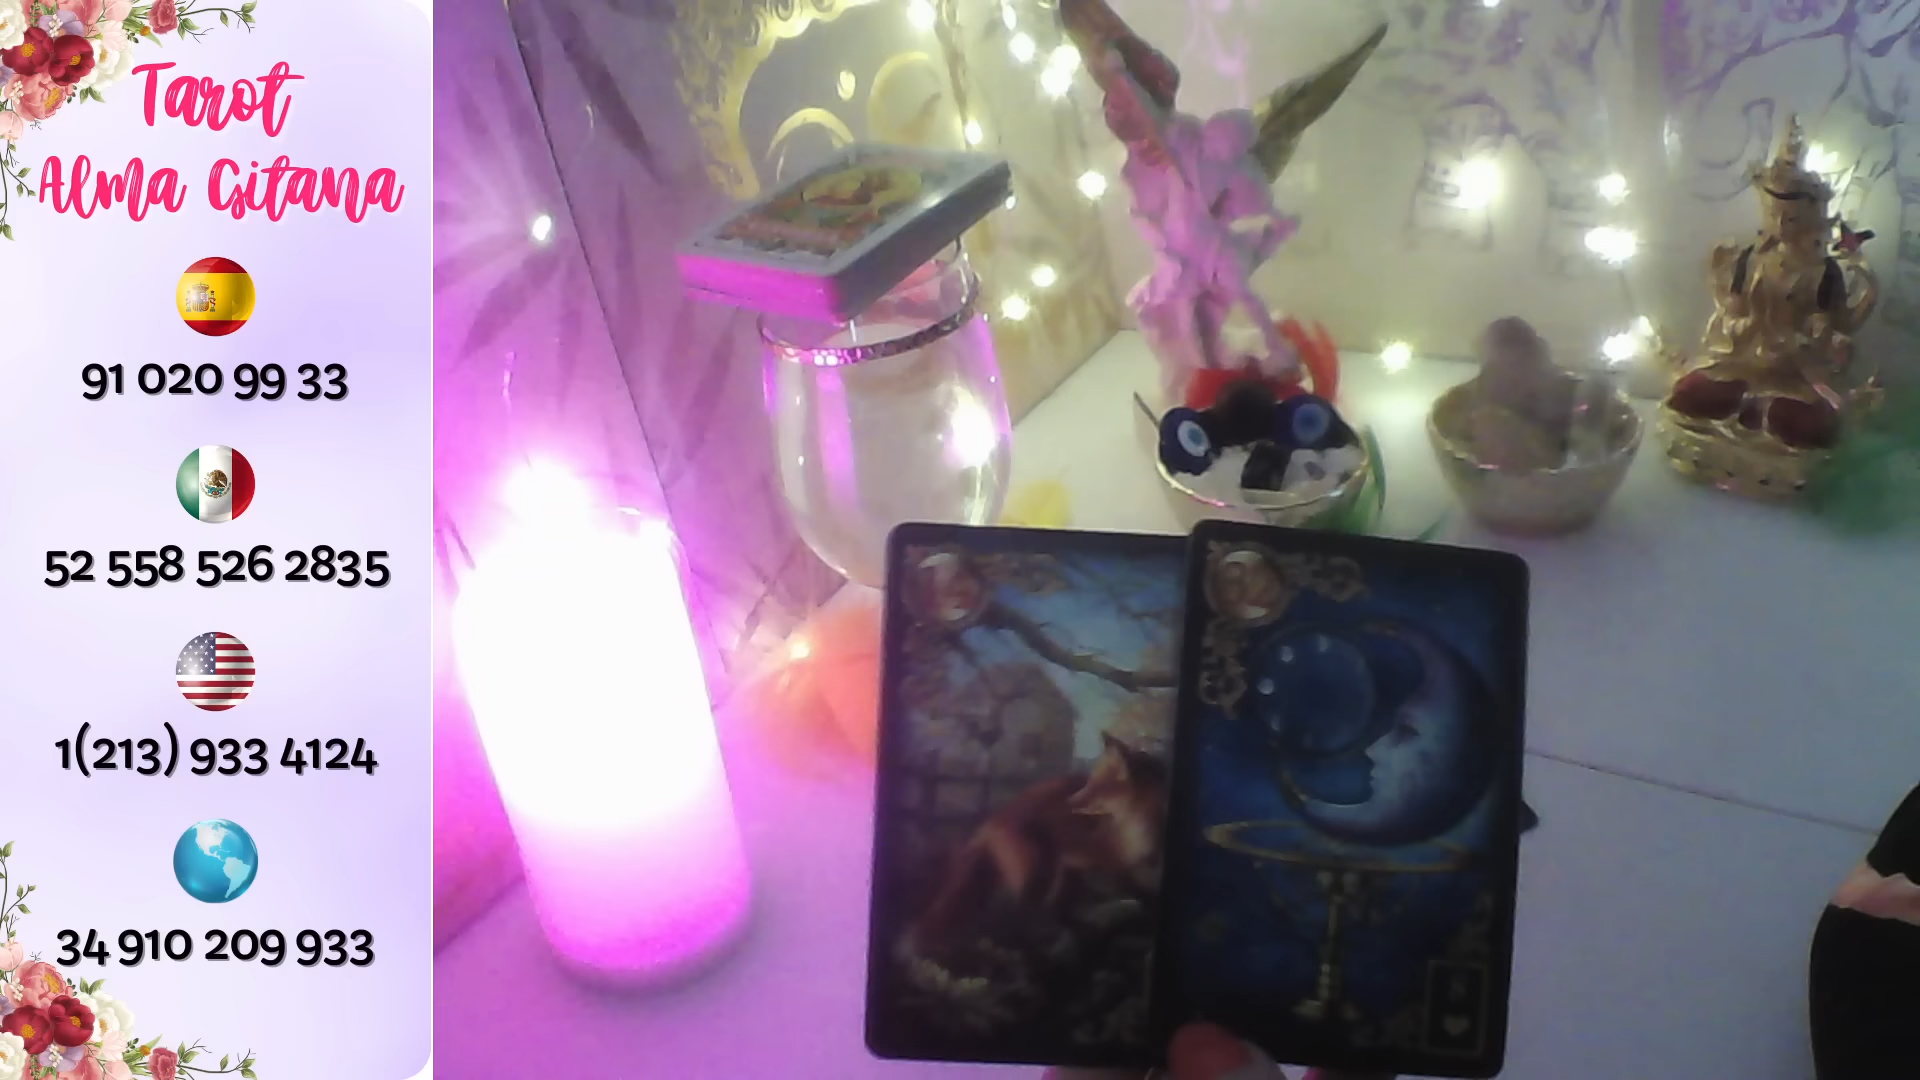 Tarot
Alma Gitana
91 020 99 33
52 558 526 2835
1(213) 933 4124
34 910 209 933